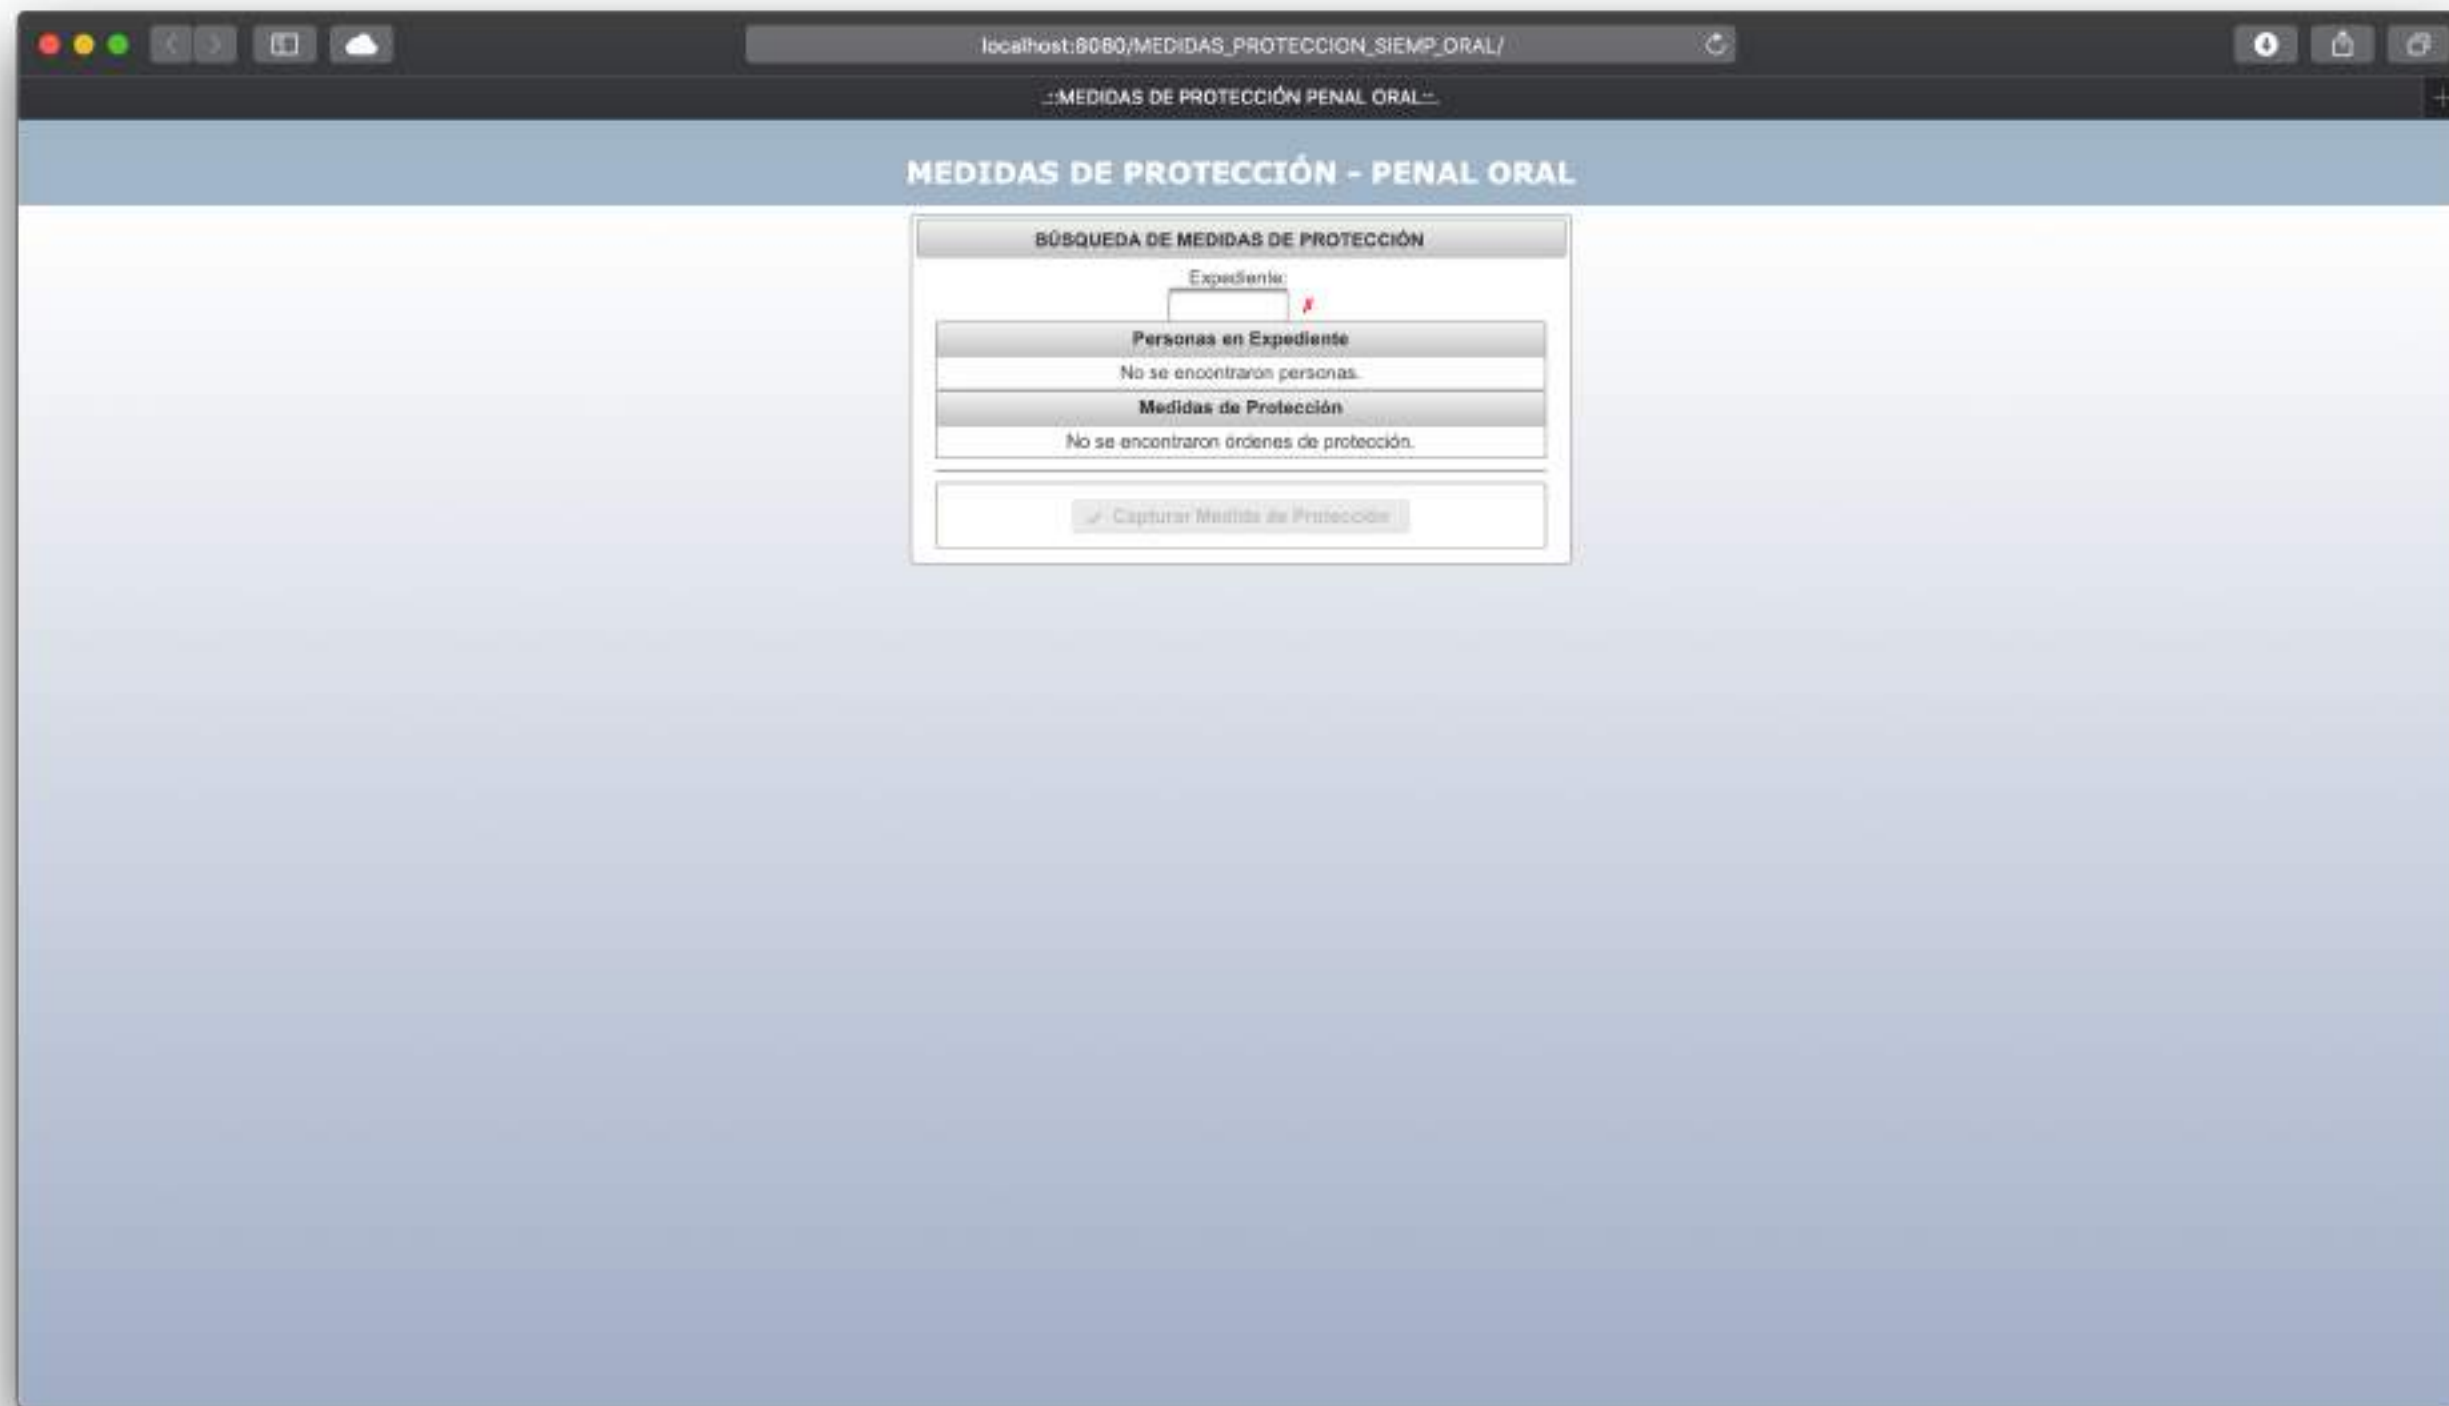 localhost:8080/MEDIDAS_PROTECCION_SIEMP_ORAL/
.::MEDIDAS DE PROTECCIÓN PENAL ORAL::.
MEDIDAS DE PROTECCIÓN - PENAL ORAL
BÚSQUEDA DE MEDIDAS DE PROTECCIÓN
Expediente:
Personas en Expediente
No se encontraron personas.
Medidas de Protección
No se encontraron órdenes de protección.
Capturar Medida de Protección